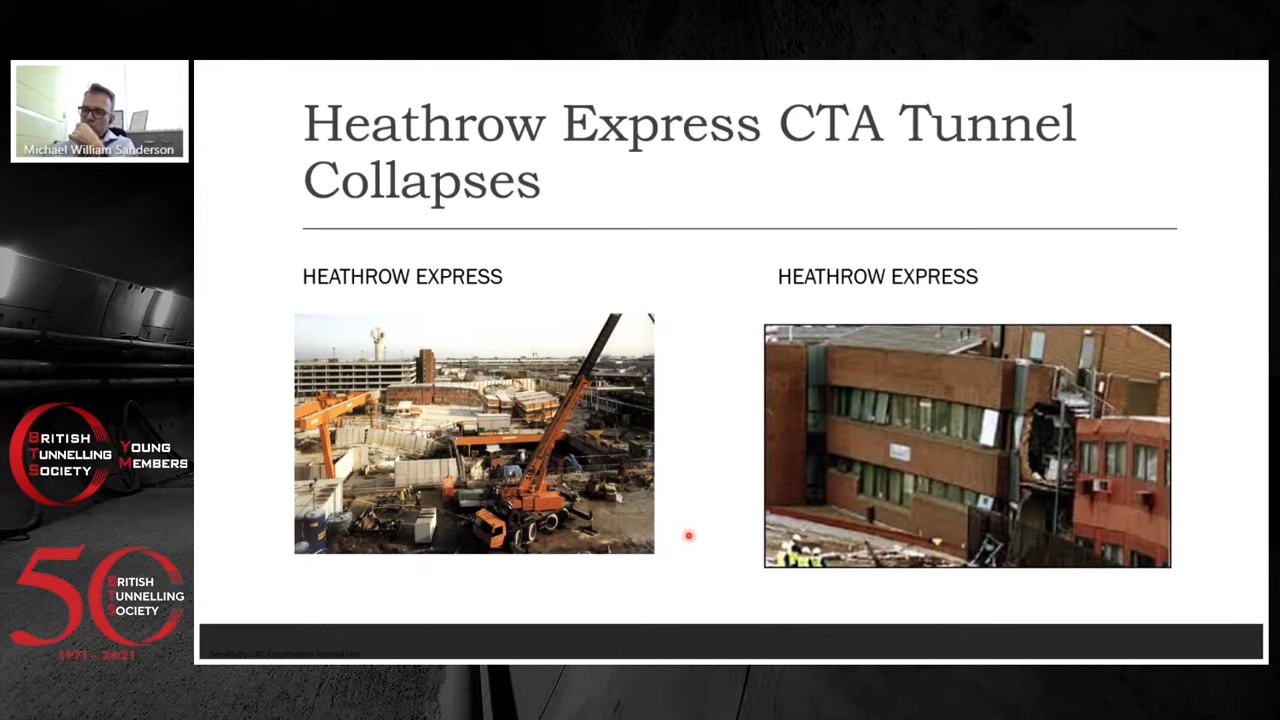 Michael William Sanderson
Heathrow Express CTA Tunnel
Collapses
HEATHROW EXPRESS
HEATHROW EXPRESS
BRITISH
TUNNELLING
SOCIETY
YOUNG
MEMBERS
50
BRITISH
TUNNELLING
SOCIETY
1971 - 2021